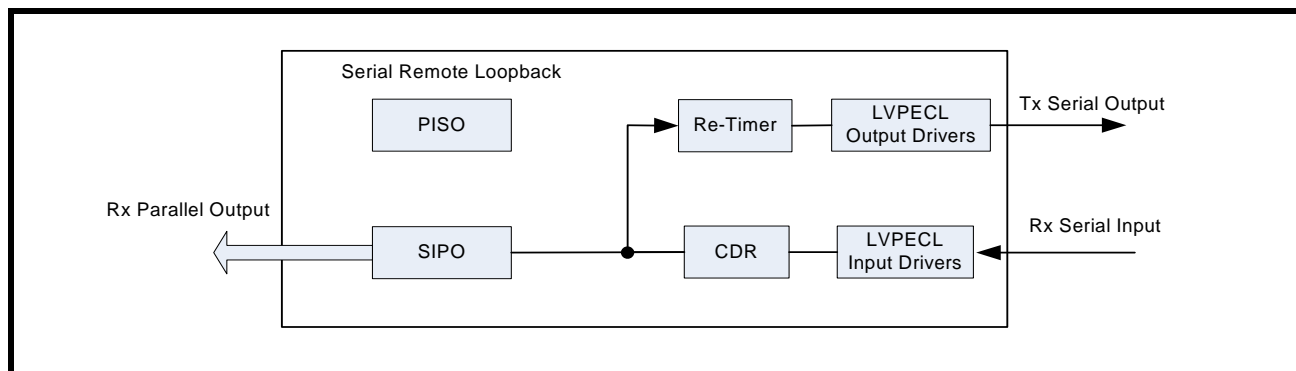 Serial Remote Loopback
PISO
Re-Timer
LVPECL
Output Drivers
Tx Serial Output
Rx Parallel Output
SIPO
CDR
LVPECL
Input Drivers
Rx Serial Input